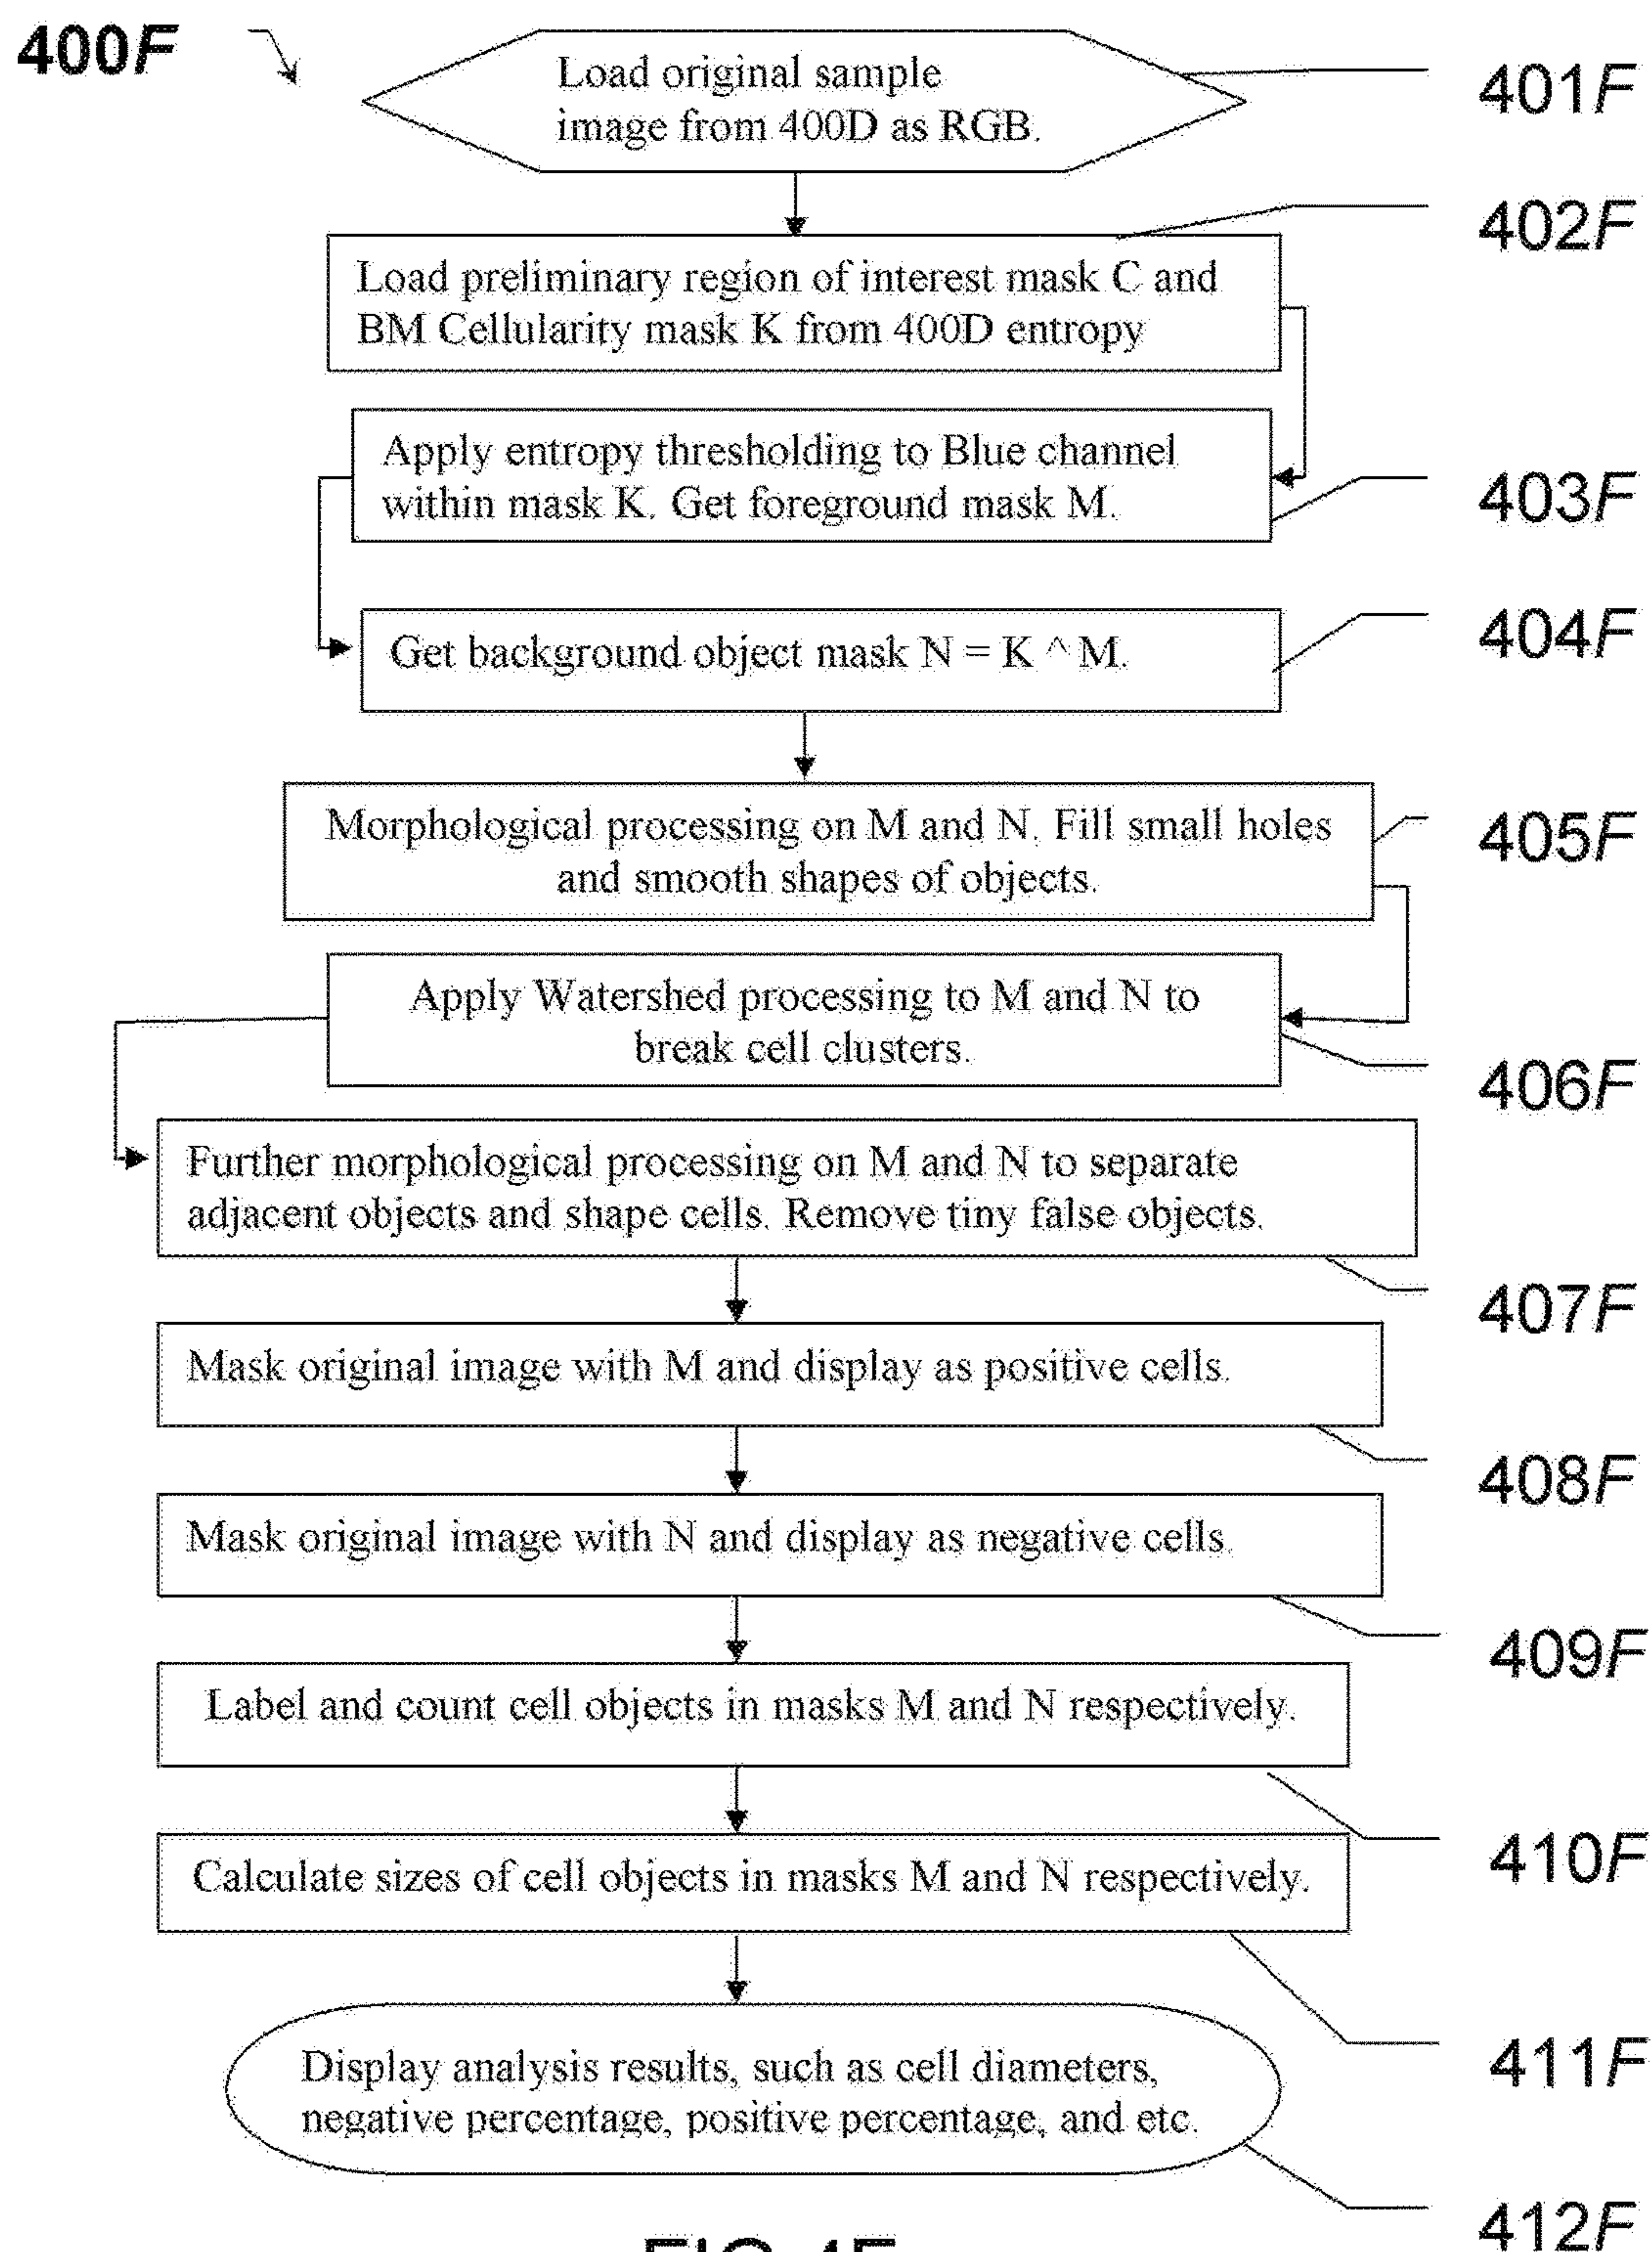 400F
Load original sample
image from 400D as RGB.
401F
402F
Load preliminary region of interest mask C and
BM Cellularity mask K from 400D entropy
Apply entropy thresholding to Blue channel
within mask K. Get foreground mask M.
403F
Get background object mask N = K ^ M.
404F
Morphological processing on M and N. Fill small holes
and smooth shapes of objects.
405F
Apply Watershed processing to M and N to
break cell clusters.
406F
Further morphological processing on M and N to separate
adjacent objects and shape cells. Remove tiny false objects.
407F
Mask original image with M and display as positive cells.
408F
Mask original image with N and display as negative cells.
409F
Label and count cell objects in masks M and N respectively.
410F
Calculate sizes of cell objects in masks M and N respectively.
411F
Display analysis results, such as cell diameters,
negative percentage, positive percentage, and etc.
412F